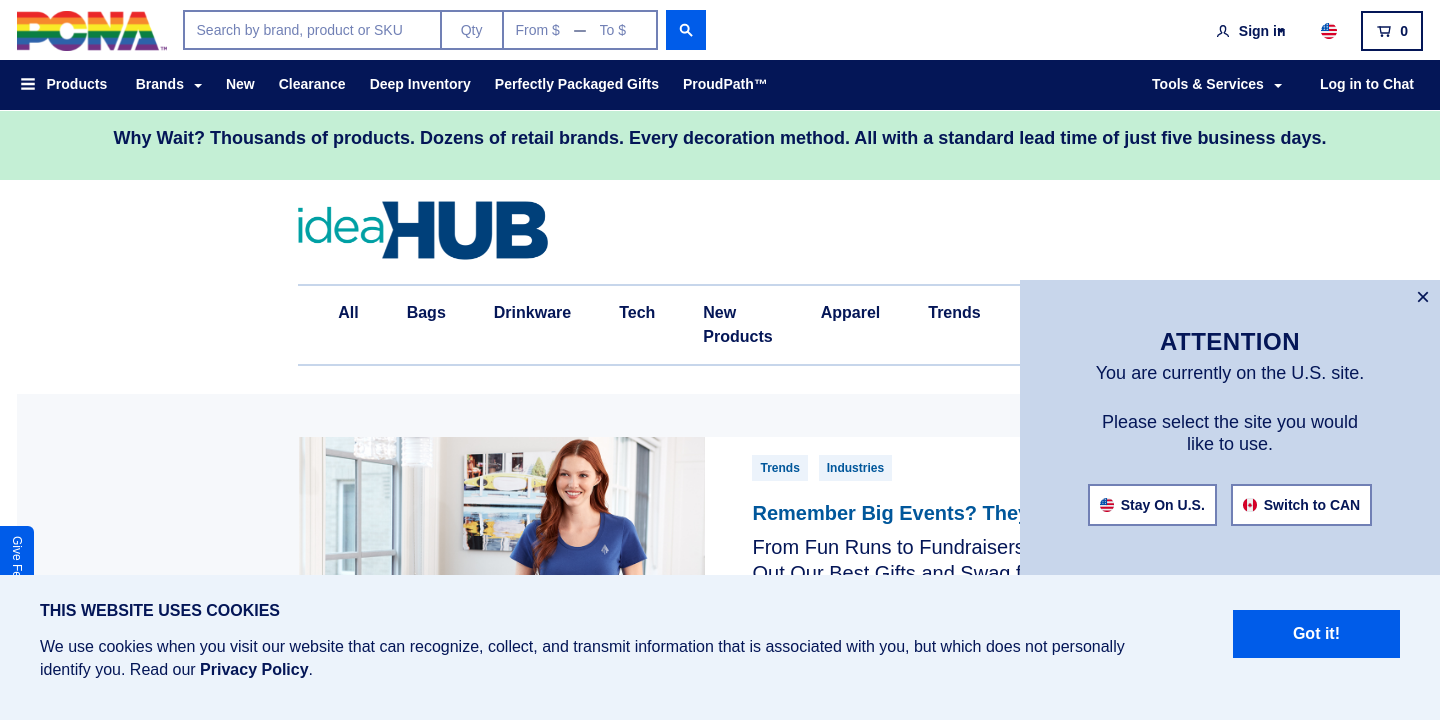 PCNA™
Search by brand, product or SKU
Qty
From $ — To $
Sign in
0
Products
Brands
New
Clearance
Deep Inventory
Perfectly Packaged Gifts
ProudPath™
Tools & Services
Log in to Chat
Why Wait? Thousands of products. Dozens of retail brands. Every decoration method. All with a standard lead time of just five business days.
ideaHUB
All
Bags
Drinkware
Tech
New
Products
Apparel
Trends
ATTENTION
You are currently on the U.S. site.
Please select the site you would
like to use.
Stay On U.S.
Switch to CAN
Trends
Industries
Remember Big Events? They
From Fun Runs to Fundraisers
Out Our Best Gifts and Swag f
Give Fe
THIS WEBSITE USES COOKIES
We use cookies when you visit our website that can recognize, collect, and transmit information that is associated with you, but which does not personally
identify you. Read our Privacy Policy.
Got it!